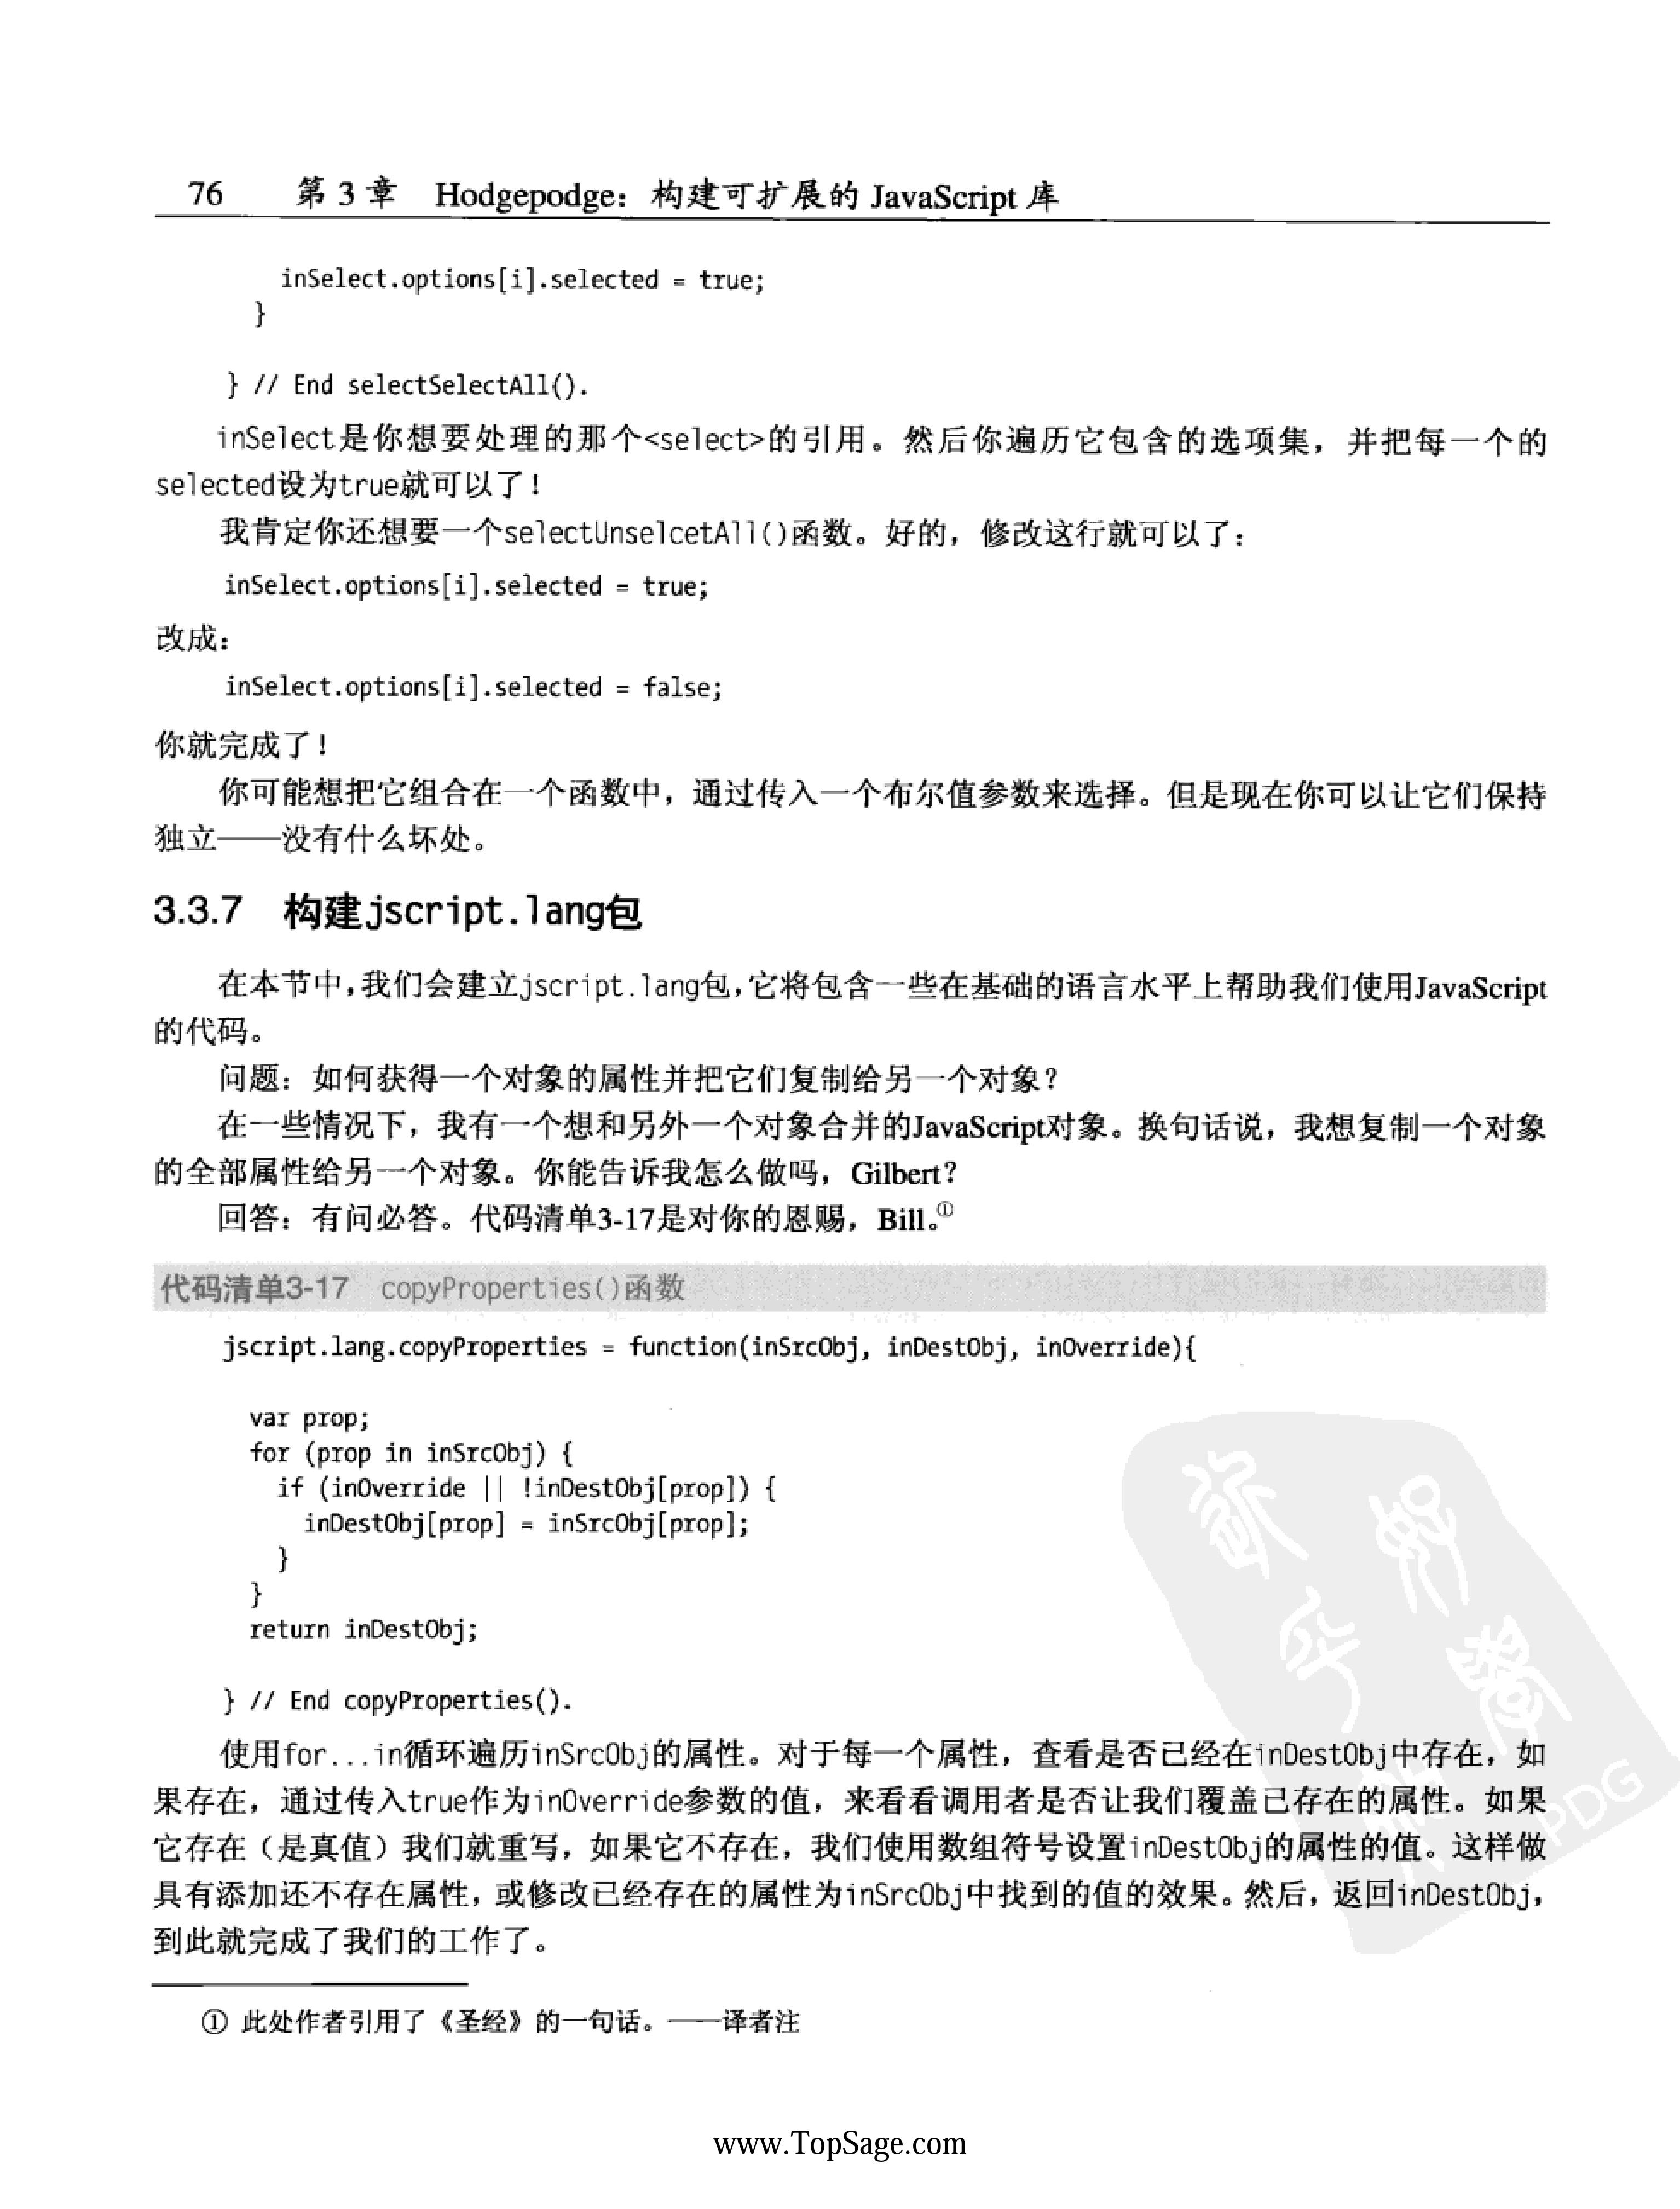 76 第 3 章 Hodgepodge：构建可扩展的 JavaScript 库
inSelect.options[i].selected = true;
}
} // End selectSelectAll().
inSelect是你想要处理的那个<select>的引用。然后你遍历它包含的选项集，并把每一个的
selected设为true就可以了！
我肯定你还想要一个selectUnselcetAll()函数。好的，修改这行就可以了：
inSelect.options[i].selected = true;
改成：
inSelect.options[i].selected = false;
你就完成了！
你可能想把它组合在一个函数中，通过传入一个布尔值参数来选择。但是现在你可以让它们保持
独立——没有什么坏处。
3.3.7 构建jscript.lang包
在本节中，我们会建立jscript.lang包，它将包含一些在基础的语言水平上帮助我们使用JavaScript
的代码。
问题：如何获得一个对象的属性并把它们复制给另一个对象？
在一些情况下，我有一个想和另外一个对象合并的JavaScript对象。换句话说，我想复制一个对象
的全部属性给另一个对象。你能告诉我怎么做吗，Gilbert？
回答：有问必答。代码清单3-17是对你的恩赐，Bill。①
代码清单3-17 copyProperties()函数
jscript.lang.copyProperties = function(inSrcObj, inDestObj, inOverride){
var prop;
for (prop in inSrcObj) {
if (inOverride || !inDestObj[prop]) {
inDestObj[prop] = inSrcObj[prop];
}
}
return inDestObj;
} // End copyProperties().
使用for...in循环遍历inSrcObj的属性。对于每一个属性，查看是否已经在inDestObj中存在，如
果存在，通过传入true作为inOverride参数的值，来看看调用者是否让我们覆盖已存在的属性。如果
它存在（是真值）我们就重写，如果它不存在，我们使用数组符号设置inDestObj的属性的值。这样做
具有添加还不存在属性，或修改已经存在的属性为inSrcObj中找到的值的效果。然后，返回inDestObj，
到此就完成了我们的工作了。
PDG
① 此处作者引用了《圣经》的一句话。——译者注
www.TopSage.com